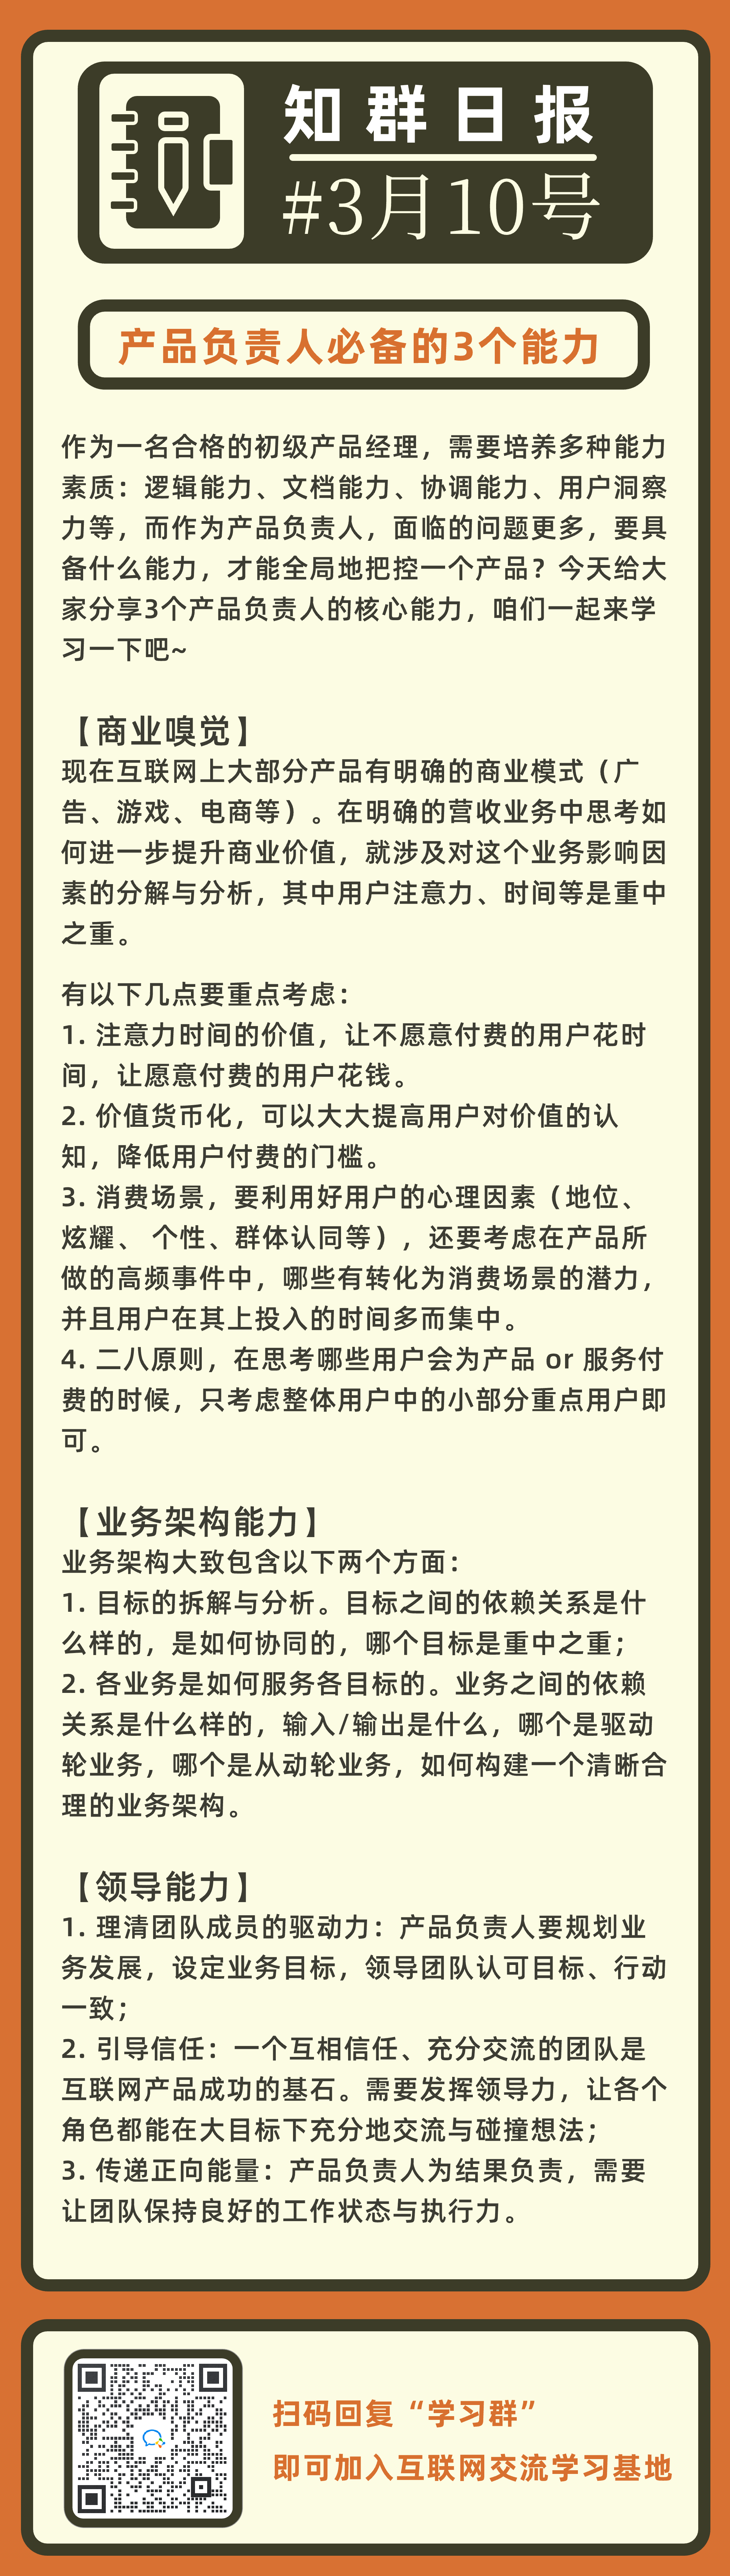 知群日报
#3月10号
产品负责人必备的3个能力
作为一名合格的初级产品经理，需要培养多种能力
素质：逻辑能力、文档能力、协调能力、用户洞察
力等，而作为产品负责人，面临的问题更多，要具
备什么能力，才能全局地把控一个产品？今天给大
家分享3个产品负责人的核心能力，咱们一起来学
习一下吧~
【商业嗅觉】
现在互联网上大部分产品有明确的商业模式（广
告、游戏、电商等）。在明确的营收业务中思考如
何进一步提升商业价值，就涉及对这个业务影响因
素的分解与分析，其中用户注意力、时间等是重中
之重。
有以下几点要重点考虑：
1. 注意力时间的价值，让不愿意付费的用户花时
间，让愿意付费的用户花钱。
2. 价值货币化，可以大大提高用户对价值的认
知，降低用户付费的门槛。
3. 消费场景，要利用好用户的心理因素（地位、
炫耀、 个性、群体认同等），还要考虑在产品所
做的高频事件中，哪些有转化为消费场景的潜力，
并且用户在其上投入的时间多而集中。
4. 二八原则，在思考哪些用户会为产品 or 服务付
费的时候，只考虑整体用户中的小部分重点用户即
可。
【业务架构能力】
业务架构大致包含以下两个方面：
1. 目标的拆解与分析。目标之间的依赖关系是什
么样的，是如何协同的，哪个目标是重中之重；
2. 各业务是如何服务各目标的。业务之间的依赖
关系是什么样的，输入/输出是什么，哪个是驱动
轮业务，哪个是从动轮业务，如何构建一个清晰合
理的业务架构。
【领导能力】
1. 理清团队成员的驱动力：产品负责人要规划业
务发展，设定业务目标，领导团队认可目标、行动
一致；
2. 引导信任：一个互相信任、充分交流的团队是
互联网产品成功的基石。需要发挥领导力，让各个
角色都能在大目标下充分地交流与碰撞想法；
3. 传递正向能量：产品负责人为结果负责，需要
让团队保持良好的工作状态与执行力。
扫码回复“学习群”
即可加入互联网交流学习基地